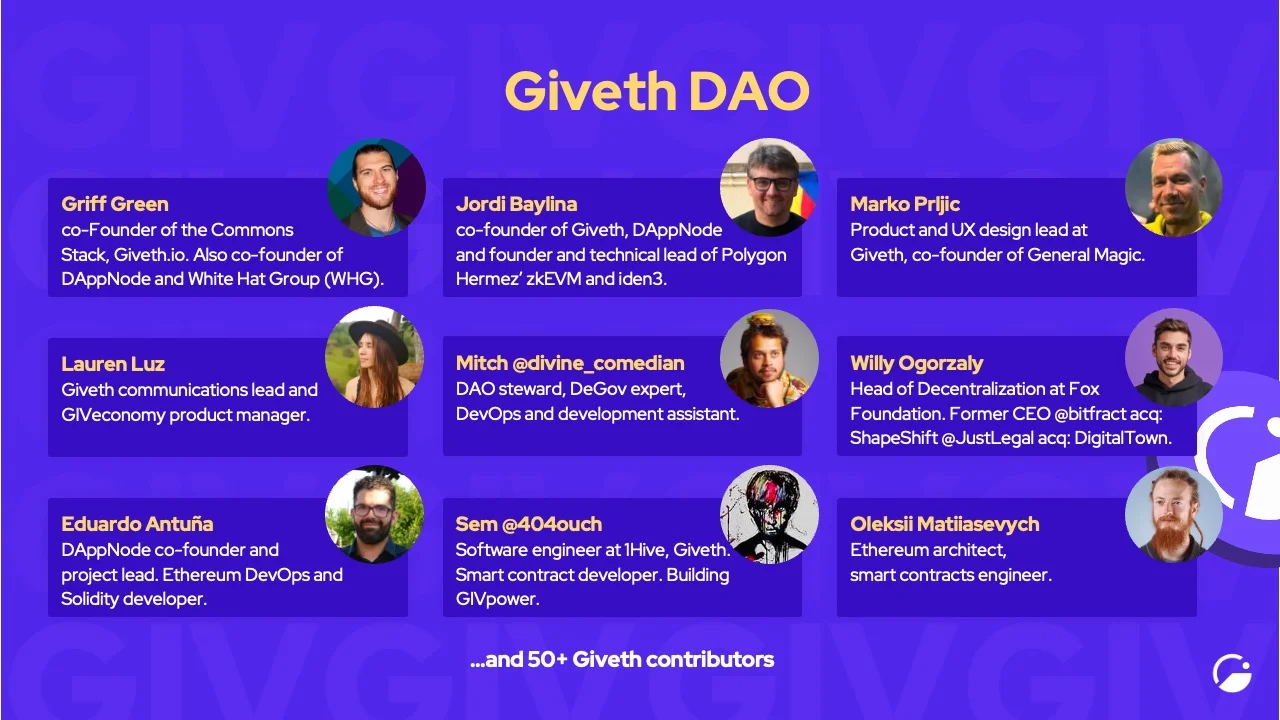 Giveth DAO
Griff Green
co-Founder of the Commons
Stack, Giveth.io. Also co-founder of
DAppNode and White Hat Group (WHG).
Jordi Baylina
co-founder of Giveth, DAppNode
and founder and technical lead of Polygon
Hermez’ zkEVM and iden3.
Marko Prljic
Product and UX design lead at
Giveth, co-founder of General Magic.
Lauren Luz
Giveth communications lead and
GIVeconomy product manager.
Mitch @divine_comedian
DAO steward, DeGov expert,
DevOps and development assistant.
Willy Ogorzaly
Head of Decentralization at Fox
Foundation. Former CEO @bitfract acq:
ShapeShift @JustLegal acq: DigitalTown.
Eduardo Antuña
DAppNode co-founder and
project lead. Ethereum DevOps and
Solidity developer.
Sem @404ouch
Software engineer at 1Hive, Giveth.
Smart contract developer. Building
GIVpower.
Oleksii Matiiasevych
Ethereum architect,
smart contracts engineer.
...and 50+ Giveth contributors